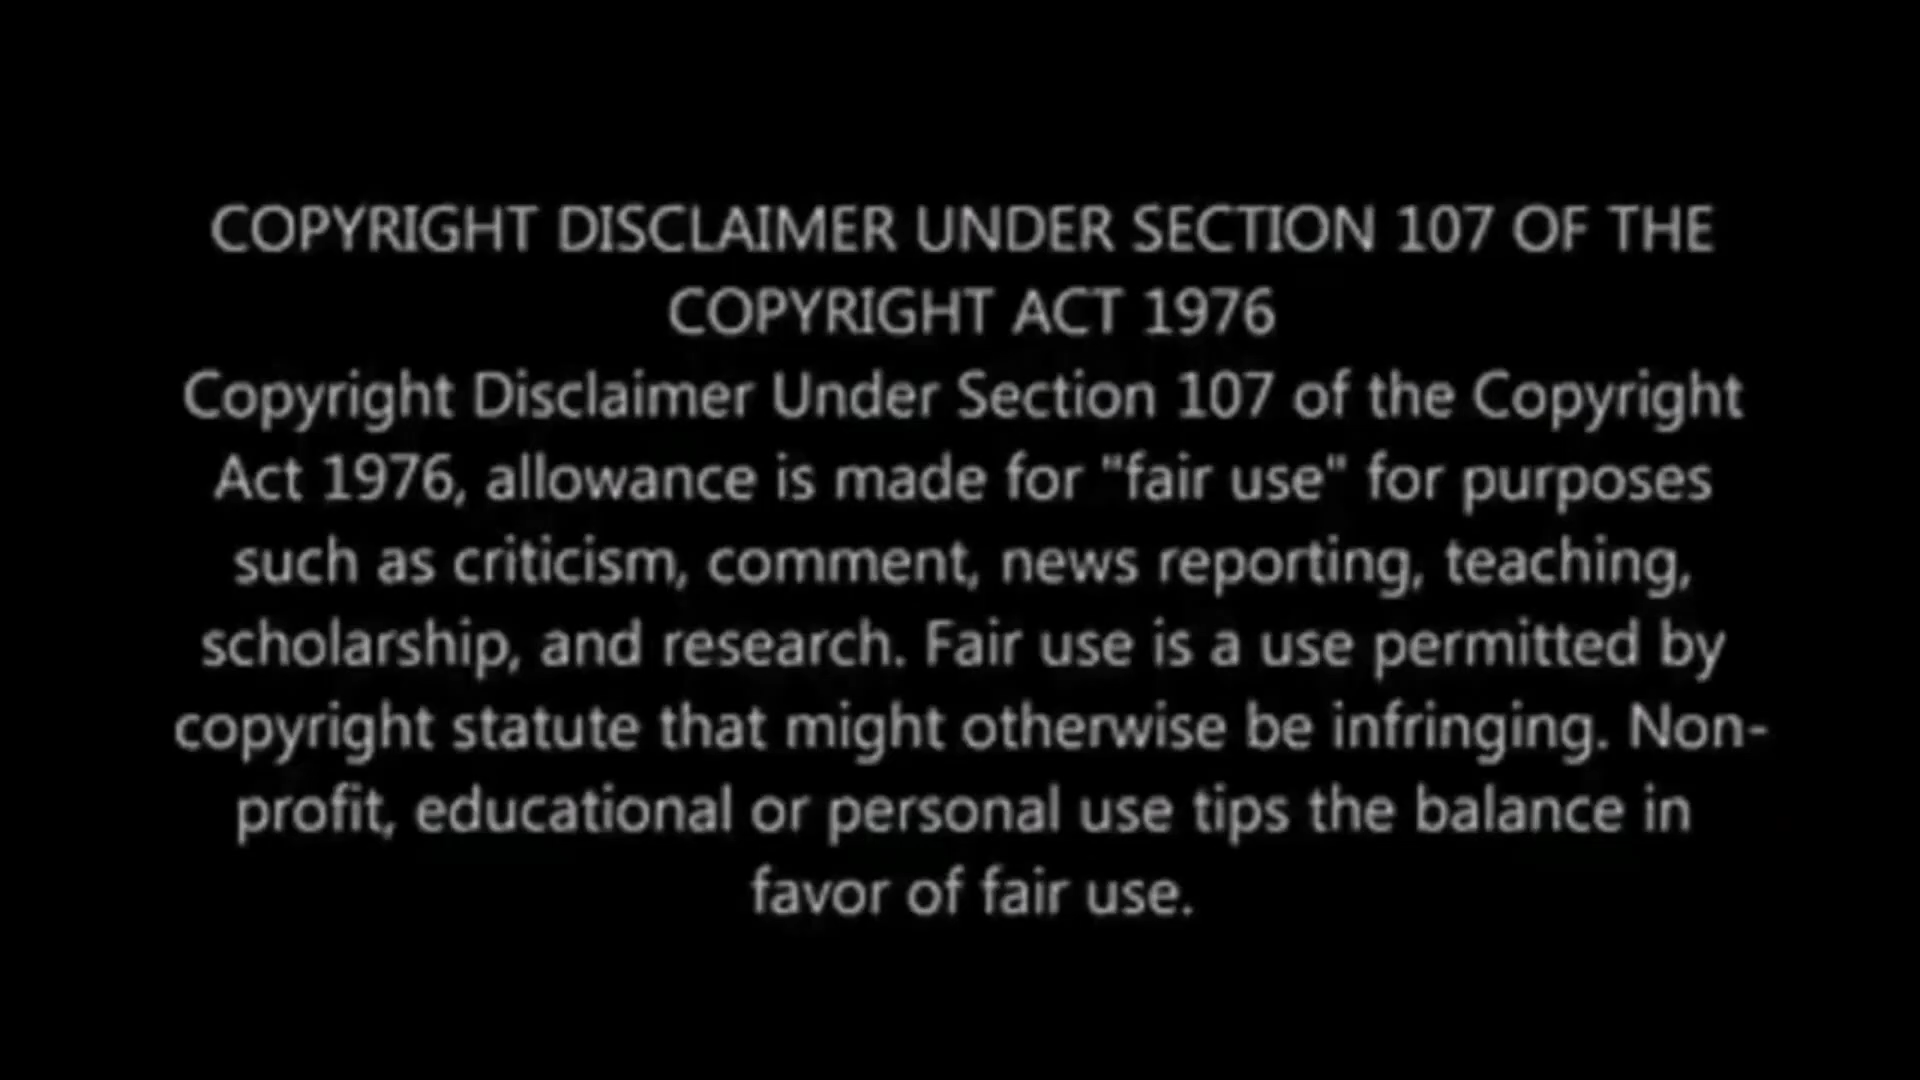 COPYRIGHT DISCLAIMER UNDER SECTION 107 OF THE
COPYRIGHT ACT 1976
Copyright Disclaimer Under Section 107 of the Copyright
Act 1976, allowance is made for "fair use" for purposes
such as criticism, comment, news reporting, teaching,
scholarship, and research. Fair use is a use permitted by
copyright statute that might otherwise be infringing. Non-
profit, educational or personal use tips the balance in
favor of fair use.